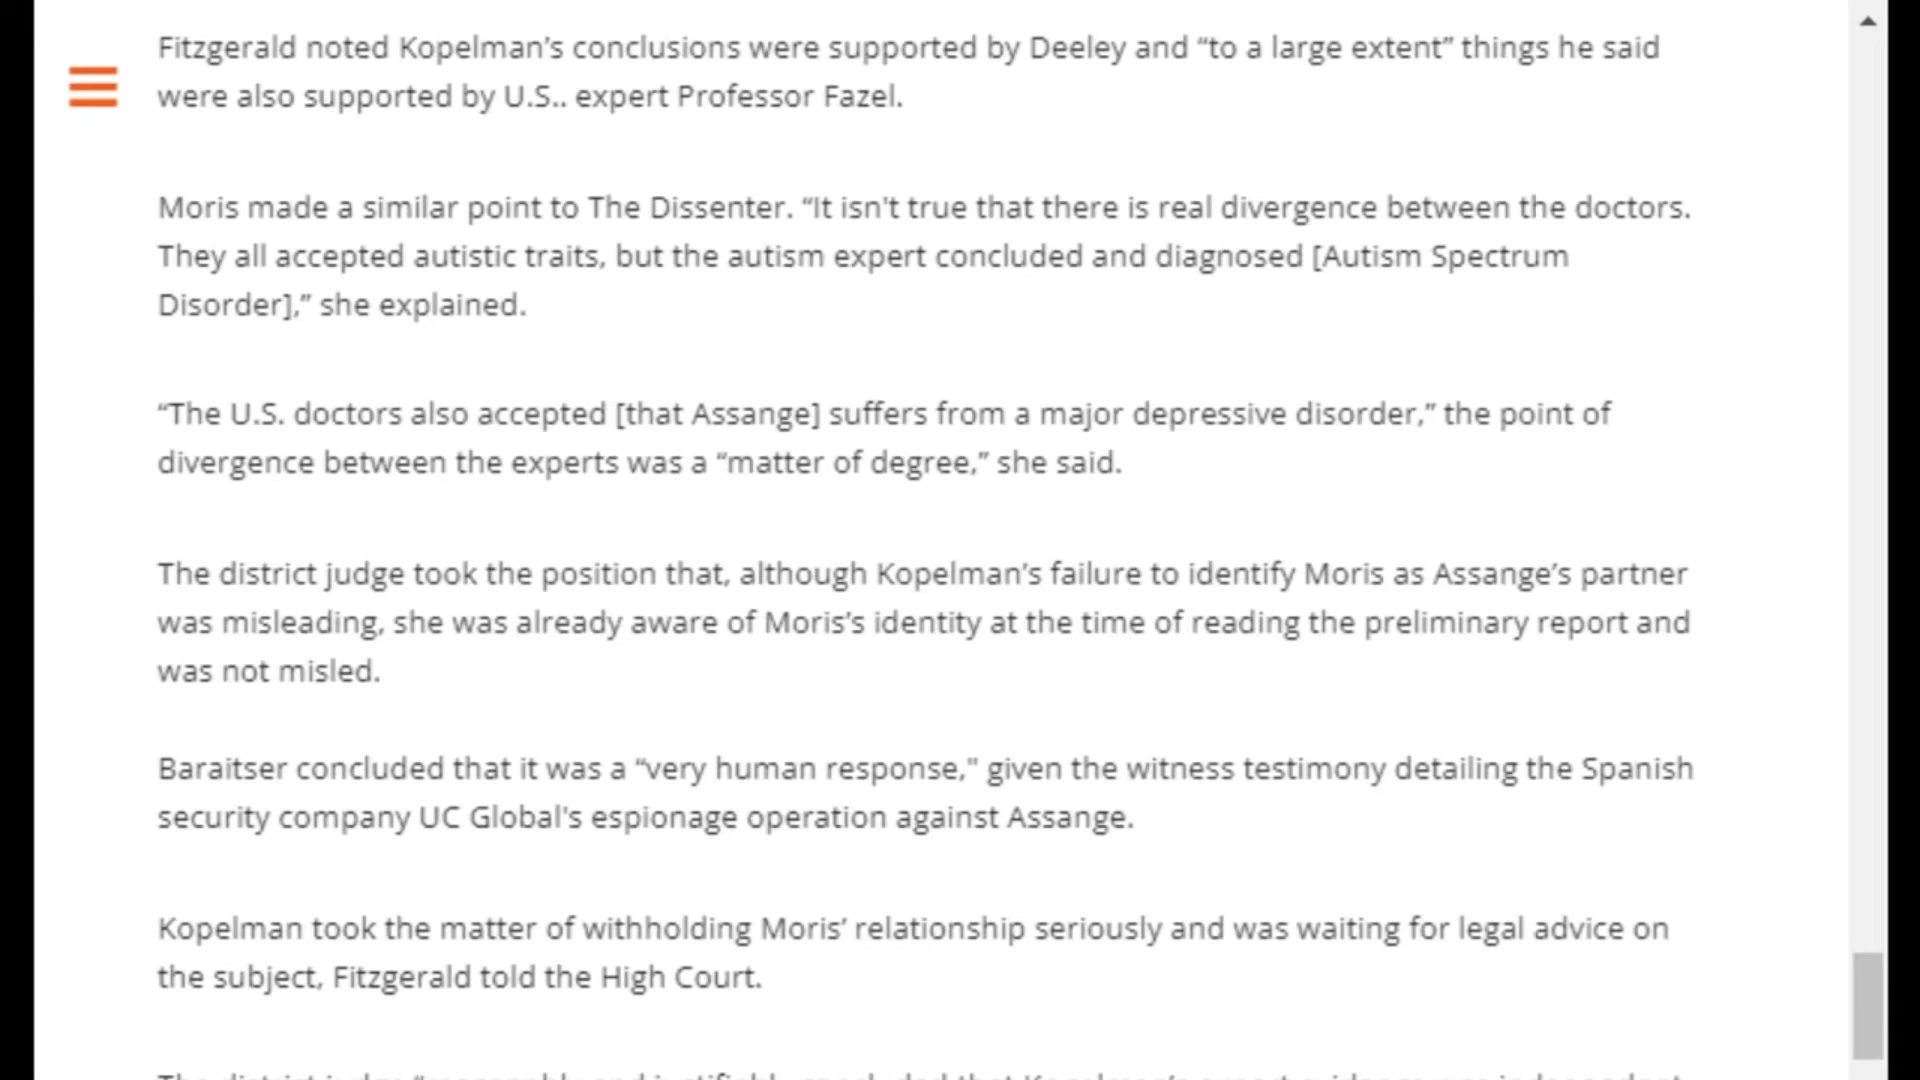 Fitzgerald noted Kopelman’s conclusions were supported by Deeley and “to a large extent” things he said
were also supported by U.S.. expert Professor Fazel.
Moris made a similar point to The Dissenter. “It isn't true that there is real divergence between the doctors.
They all accepted autistic traits, but the autism expert concluded and diagnosed [Autism Spectrum
Disorder],” she explained.
“The U.S. doctors also accepted [that Assange] suffers from a major depressive disorder,” the point of
divergence between the experts was a “matter of degree,” she said.
The district judge took the position that, although Kopelman’s failure to identify Moris as Assange’s partner
was misleading, she was already aware of Moris’s identity at the time of reading the preliminary report and
was not misled.
Baraitser concluded that it was a “very human response," given the witness testimony detailing the Spanish
security company UC Global's espionage operation against Assange.
Kopelman took the matter of withholding Moris’ relationship seriously and was waiting for legal advice on
the subject, Fitzgerald told the High Court.